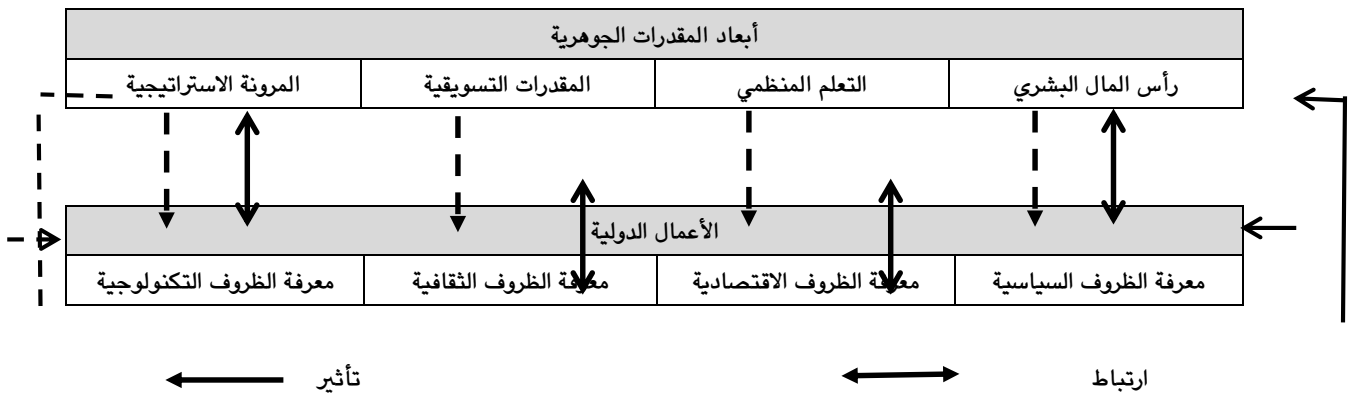 أبعاد المقدرات الجوهرية
رأس المال البشري التعلم المنظمي المقدرات التسويقية المرونة الاستراتيجية
الأعمال الدولية
معرفة الظروف السياسية معرفة الظروف الاقتصادية معرفة الظروف الثقافية معرفة الظروف التكنولوجية
ارتباط تأثير